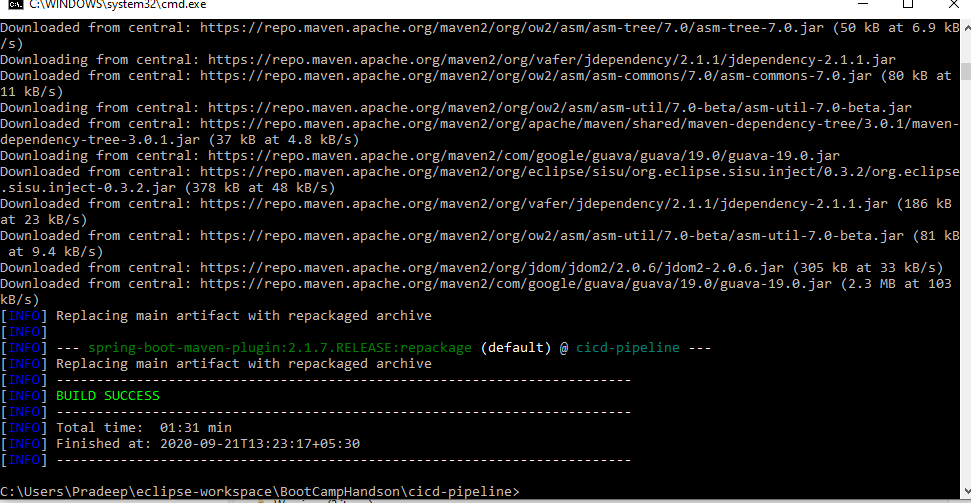 C:\WINDOWS\system32\cmd.exe
Downloaded from central: https://repo.maven.apache.org/maven2/org/ow2/asm/asm-tree/7.0/asm-tree-7.0.jar (50 kB at 6.9 kB
/s)
Downloading from central: https://repo.maven.apache.org/maven2/org/vafer/jdependency/2.1.1/jdependency-2.1.1.jar
Downloaded from central: https://repo.maven.apache.org/maven2/org/ow2/asm/asm-commons/7.0/asm-commons-7.0.jar (80 kB at
11 kB/s)
Downloading from central: https://repo.maven.apache.org/maven2/org/ow2/asm/asm-util/7.0-beta/asm-util-7.0-beta.jar
Downloaded from central: https://repo.maven.apache.org/maven2/org/apache/maven/shared/maven-dependency-tree/3.0.1/maven-
dependency-tree-3.0.1.jar (37 kB at 4.8 kB/s)
Downloading from central: https://repo.maven.apache.org/maven2/com/google/guava/guava/19.0/guava-19.0.jar
Downloaded from central: https://repo.maven.apache.org/maven2/org/eclipse/sisu/org.eclipse.sisu.inject/0.3.2/org.eclipse
.sisu.inject-0.3.2.jar (378 kB at 48 kB/s)
Downloaded from central: https://repo.maven.apache.org/maven2/org/vafer/jdependency/2.1.1/jdependency-2.1.1.jar (186 kB
at 23 kB/s)
Downloaded from central: https://repo.maven.apache.org/maven2/org/ow2/asm/asm-util/7.0-beta/asm-util-7.0-beta.jar (81 kB
 at 9.4 kB/s)
Downloaded from central: https://repo.maven.apache.org/maven2/org/jdom/jdom2/2.0.6/jdom2-2.0.6.jar (305 kB at 33 kB/s)
Downloaded from central: https://repo.maven.apache.org/maven2/com/google/guava/guava/19.0/guava-19.0.jar (2.3 MB at 103
kB/s)
[INFO] Replacing main artifact with repackaged archive
[INFO]
[INFO] --- spring-boot-maven-plugin:2.1.7.RELEASE:repackage (default) @ cicd-pipeline ---
[INFO] Replacing main artifact with repackaged archive
[INFO] ------------------------------------------------------------------------
[INFO] BUILD SUCCESS
[INFO] ------------------------------------------------------------------------
[INFO] Total time:  01:31 min
[INFO] Finished at: 2020-09-21T13:23:17+05:30
[INFO] ------------------------------------------------------------------------
C:\Users\Pradeep\eclipse-workspace\BootCampHandson\cicd-pipeline>